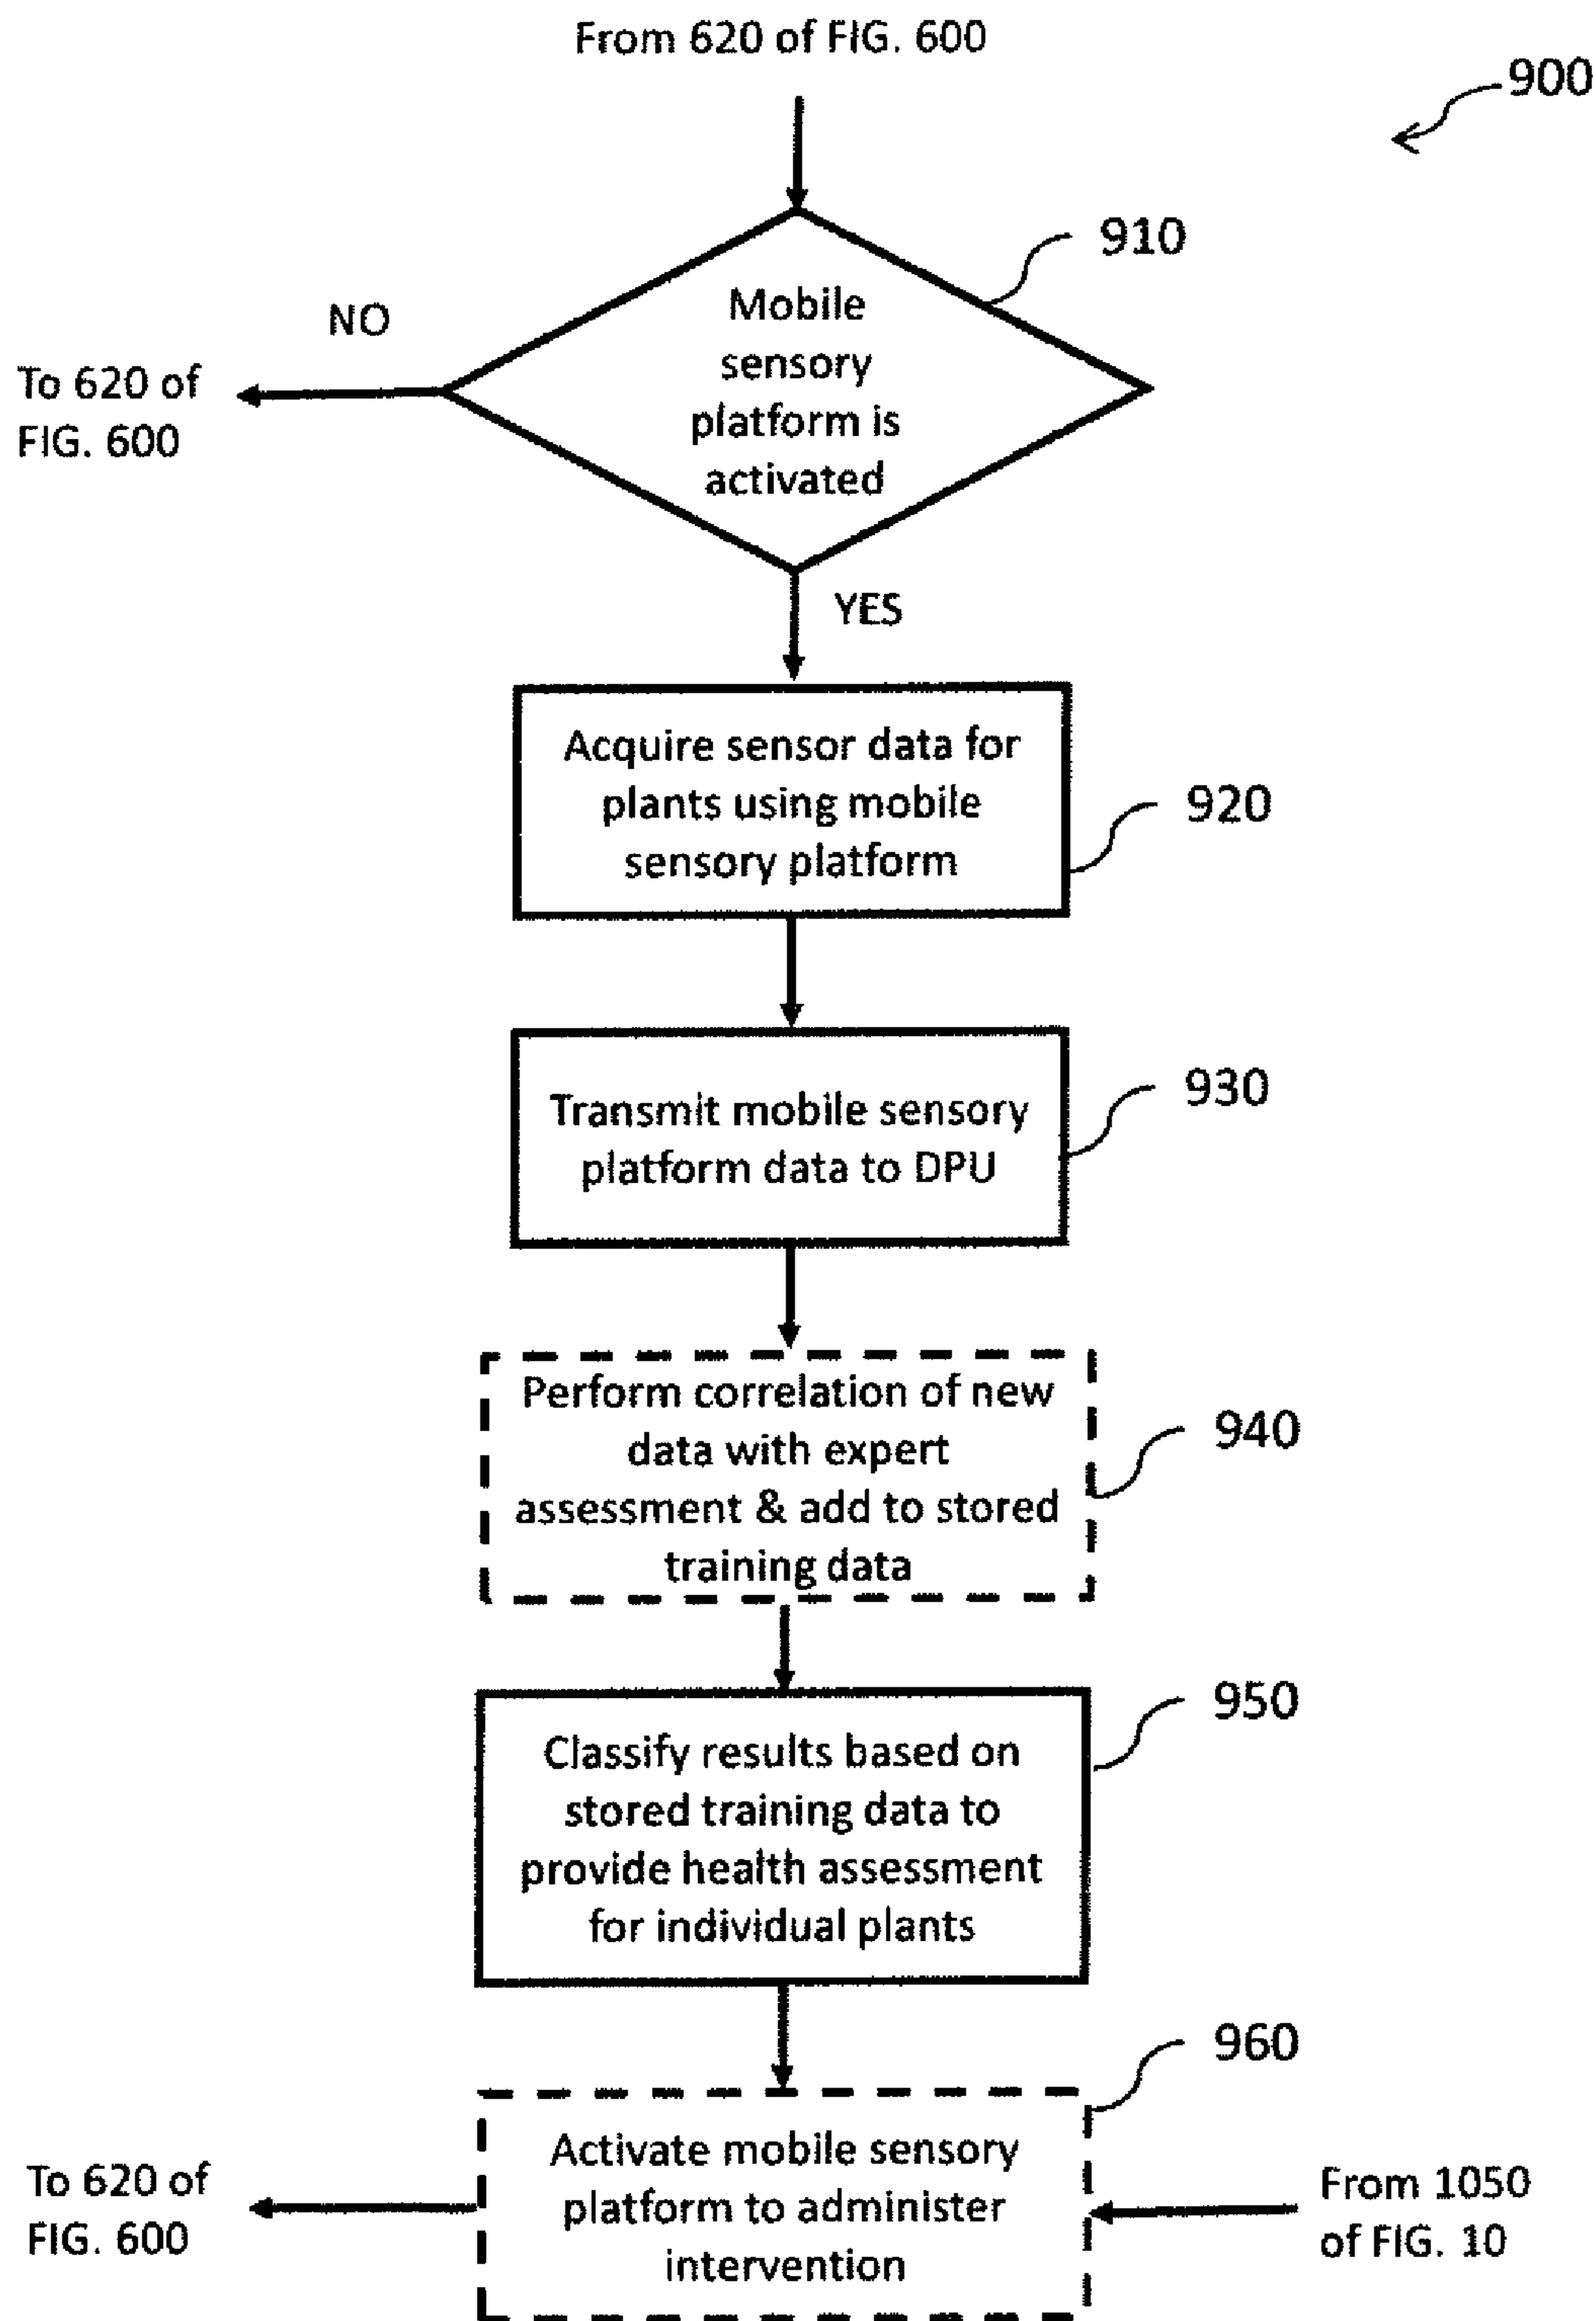 From 620 of FIG. 600
900
910
Mobile
sensory
platform is
activated
NO
To 620 of
FIG. 600
YES
Acquire sensor data for
plants using mobile
sensory platform
920
Transmit mobile sensory
platform data to DPU
930
Perform correlation of new
data with expert
assessment & add to stored
training data
940
Classify results based on
stored training data to
provide health assessment
for individual plants
950
960
Activate mobile sensory
platform to administer
intervention
To 620 of
FIG. 600
From 1050
of FIG. 10